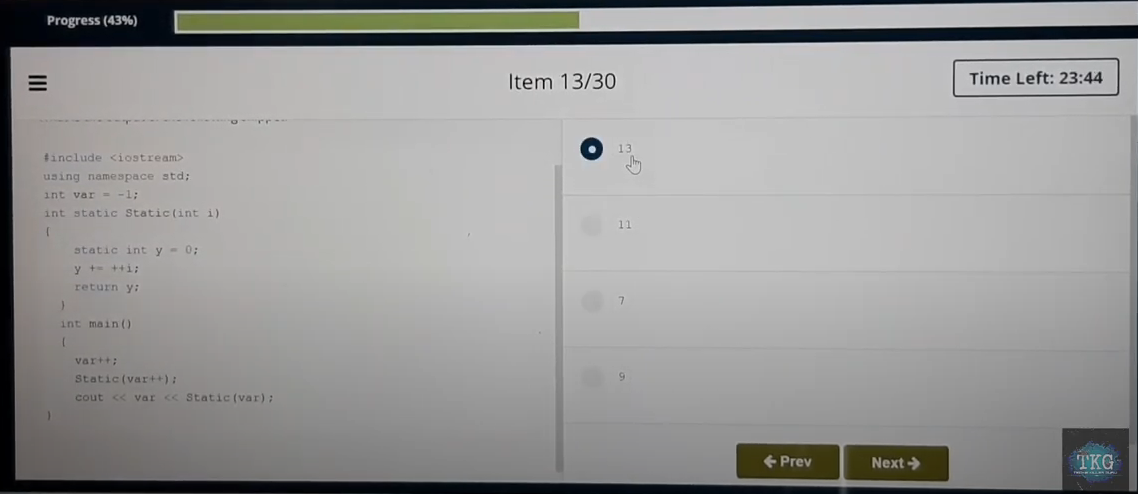 Progress (43%)
Item 13/30
Time Left: 23:44
#include <iostream>
using namespace std;
int var = -1;
int static Static(int i)
{
static int y = 0;
y += ++i;
return y;
}
int main()
{
var++;
Static(var++);
cout << var << Static(var);
}
13
11
7
9
← Prev
Next →
TKG